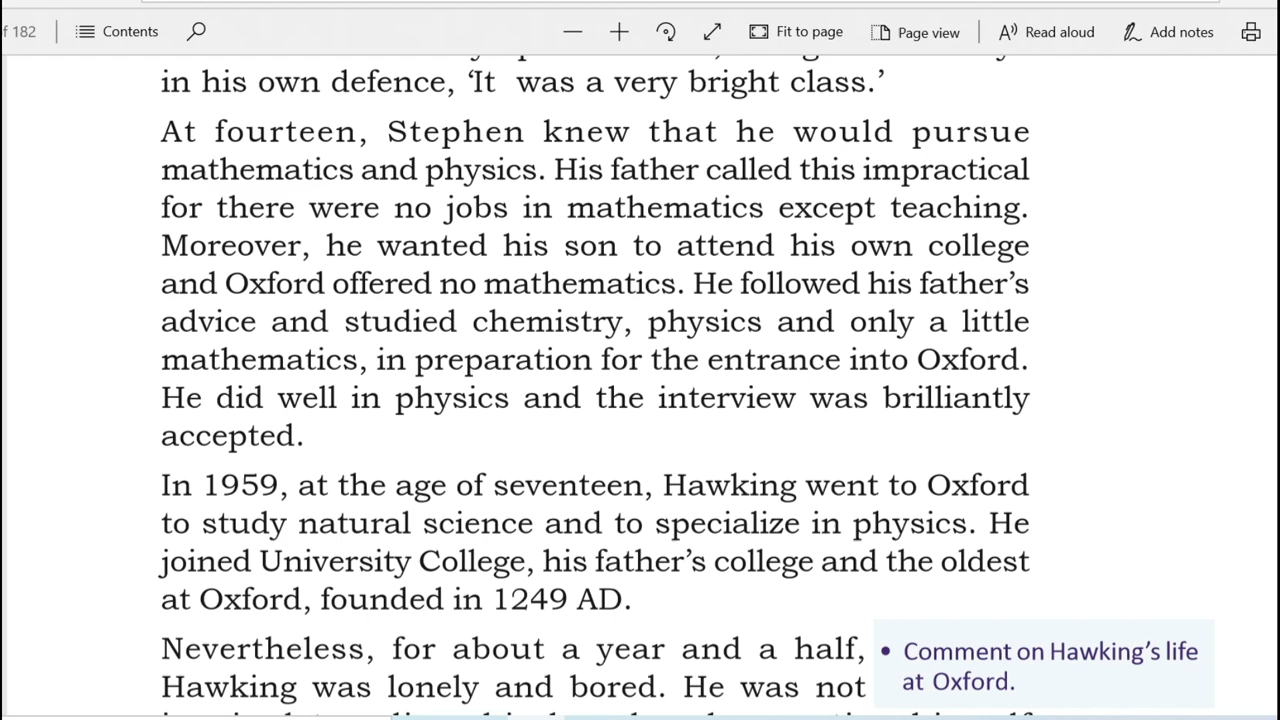 of 182
Contents
Fit to page
Page view
Read aloud
Add notes
in his own defence, ‘It was a very bright class.’
At fourteen, Stephen knew that he would pursue
mathematics and physics. His father called this impractical
for there were no jobs in mathematics except teaching.
Moreover, he wanted his son to attend his own college
and Oxford offered no mathematics. He followed his father’s
advice and studied chemistry, physics and only a little
mathematics, in preparation for the entrance into Oxford.
He did well in physics and the interview was brilliantly
accepted.
In 1959, at the age of seventeen, Hawking went to Oxford
to study natural science and to specialize in physics. He
joined University College, his father’s college and the oldest
at Oxford, founded in 1249 AD.
Nevertheless, for about a year and a half,
Hawking was lonely and bored. He was not
• Comment on Hawking’s life
at Oxford.